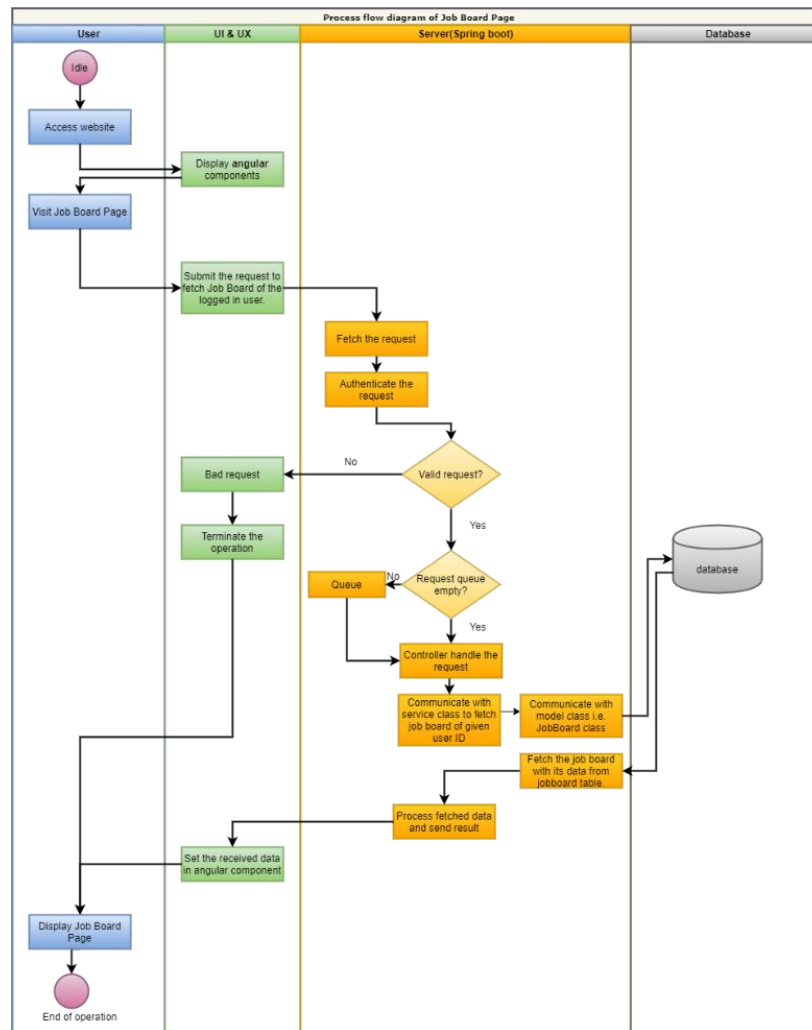 Process flow diagram of Job Board Page
User
UI & UX
Server(Spring boot)
Database
Idle
Access website
Display angular
components
Visit Job Board Page
Submit the request to
fetch Job Board of the
logged in user.
Fetch the request
Authenticate the
request
Valid request?
No
Bad request
Yes
Terminate the
operation
database
Request queue
empty?
No
Queue
Yes
Controller handle the
request
Communicate with
service class to fetch
job board of given
user ID
Communicate with
model class i.e.
JobBoard class
Fetch the job board
with its data from
jobboard table.
Process fetched data
and send result
Set the received data
in angular component
Display Job Board
Page
End of operation